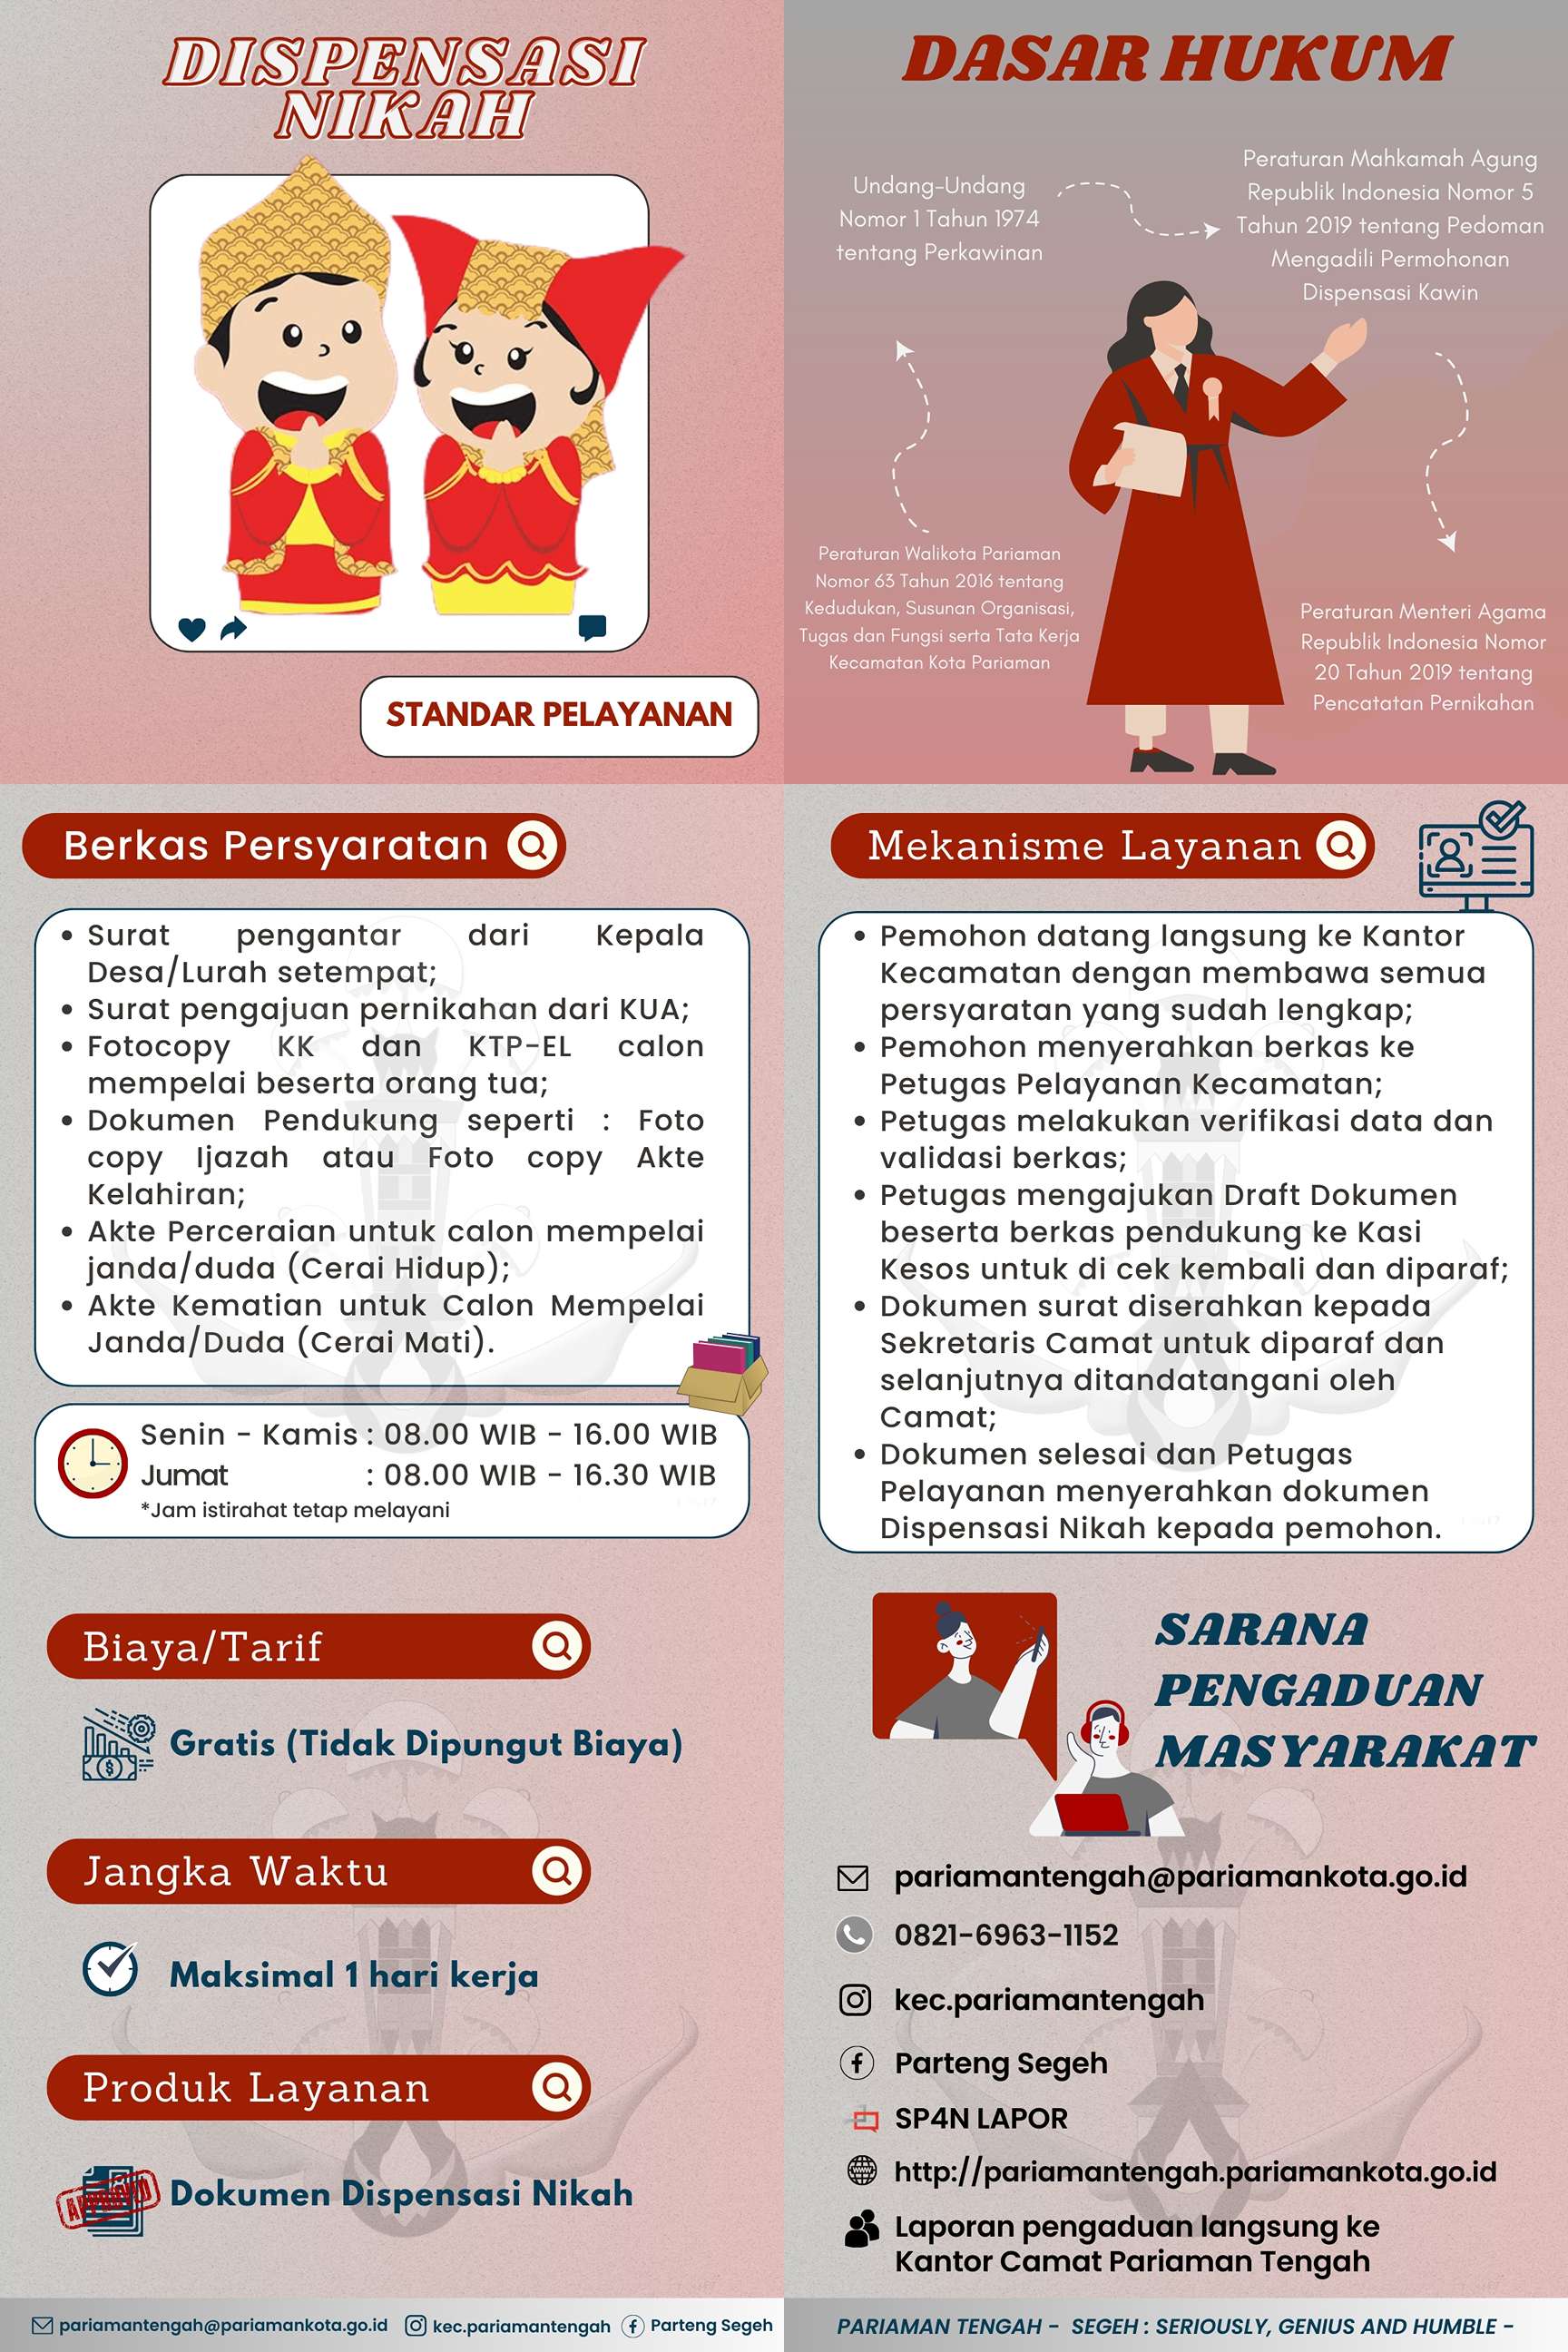 DISPENSASI
NIKAH
STANDAR PELAYANAN
DASAR HUKUM
Undang-Undang
Nomor 1 Tahun 1974
tentang Perkawinan
Peraturan Mahkamah Agung
Republik Indonesia Nomor 5
Tahun 2019 tentang Pedoman
Mengadili Permohonan
Dispensasi Kawin
Peraturan Walikota Pariaman
Nomor 63 Tahun 2016 tentang
Kedudukan, Susunan Organisasi,
Tugas dan Fungsi serta Tata Kerja
Kecamatan Kota Pariaman
Peraturan Menteri Agama
Republik Indonesia Nomor
20 Tahun 2019 tentang
Pencatatan Pernikahan
Berkas Persyaratan
• Surat pengantar dari Kepala
Desa/Lurah setempat;
• Surat pengajuan pernikahan dari KUA;
• Fotocopy KK dan KTP-EL calon
mempelai beserta orang tua;
• Dokumen Pendukung seperti : Foto
copy Ijazah atau Foto copy Akte
Kelahiran;
• Akte Perceraian untuk calon mempelai
janda/duda (Cerai Hidup);
• Akte Kematian untuk Calon Mempelai
Janda/Duda (Cerai Mati).
Senin - Kamis : 08.00 WIB - 16.00 WIB
Jumat : 08.00 WIB - 16.30 WIB
*Jam istirahat tetap melayani
Mekanisme Layanan
• Pemohon datang langsung ke Kantor
Kecamatan dengan membawa semua
persyaratan yang sudah lengkap;
• Pemohon menyerahkan berkas ke
Petugas Pelayanan Kecamatan;
• Petugas melakukan verifikasi data dan
validasi berkas;
• Petugas mengajukan Draft Dokumen
beserta berkas pendukung ke Kasi
Kesos untuk di cek kembali dan diparaf;
• Dokumen surat diserahkan kepada
Sekretaris Camat untuk diparaf dan
selanjutnya ditandatangani oleh
Camat;
• Dokumen selesai dan Petugas
Pelayanan menyerahkan dokumen
Dispensasi Nikah kepada pemohon.
Biaya/Tarif
Gratis (Tidak Dipungut Biaya)
Jangka Waktu
Maksimal 1 hari kerja
Produk Layanan
APPROVED
Dokumen Dispensasi Nikah
SARANA
PENGADUAN
MASYARAKAT
pariamantengah@pariamankota.go.id
0821-6963-1152
kec.pariamantengah
Parteng Segeh
SP4N LAPOR
http://pariamantengah.pariamankota.go.id
Laporan pengaduan langsung ke
Kantor Camat Pariaman Tengah
pariamantengah@pariamankota.go.id kec.pariamantengah Parteng Segeh
PARIAMAN TENGAH - SEGEH : SERIOUSLY, GENIUS AND HUMBLE -